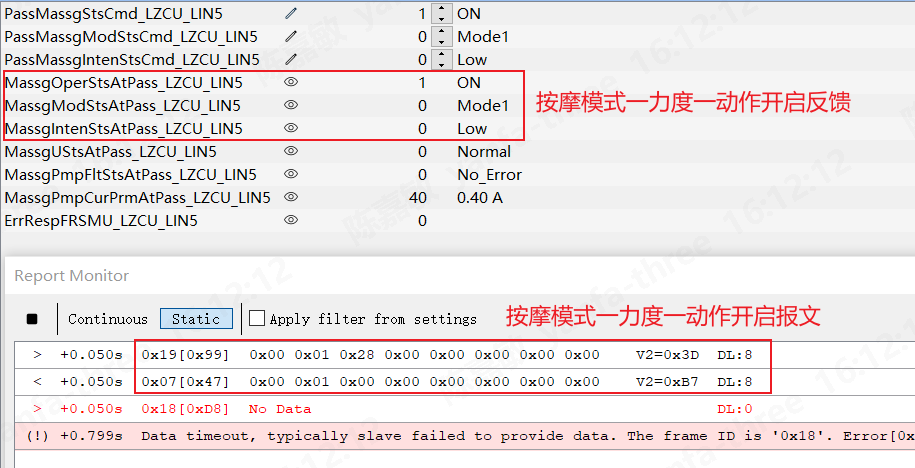 PassMassgStsCmd_LZCU_LIN5 1 ON
PassMassgModStsCmd_LZCU_LIN5 0 Mode1
PassMassgIntenStsCmd_LZCU_LIN5 0 Low
MassgOperStsAtPass_LZCU_LIN5 1 ON
MassgModStsAtPass_LZCU_LIN5 0 Mode1
按摩模式一力度一动作开启反馈
MassgIntenStsAtPass_LZCU_LIN5 0 Low
MassgUStsAtPass_LZCU_LIN5 0 Normal
MassgPmpFltStsAtPass_LZCU_LIN5 0 No_Error
MassgPmpCurPrmAtPass_LZCU_LIN5 40 0.40 A
ErrRespFRSMU_LZCU_LIN5 0
Report Monitor
Continuous Static Apply filter from settings
按摩模式一力度一动作开启报文
> +0.050s 0x19[0x99] 0x00 0x01 0x28 0x00 0x00 0x00 0x00 0x00 V2=0x3D DL:8
< +0.050s 0x07[0x47] 0x00 0x01 0x00 0x00 0x00 0x00 0x00 0x00 V2=0xB7 DL:8
> +0.050s 0x18[0xD8] No Data DL:0
(!) +0.799s Data timeout, typically slave failed to provide data. The frame ID is '0x18'. Error[0x